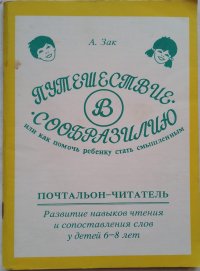 А. Зак
ПУТЕШЕСТВИЕ
В
СООБРАЗИЛИЮ
или как помочь ребенку стать смышленным
ПОЧТАЛЬОН–ЧИТАТЕЛЬ
Развитие навыков чтения
и сопоставления слов
у детей 6–8 лет